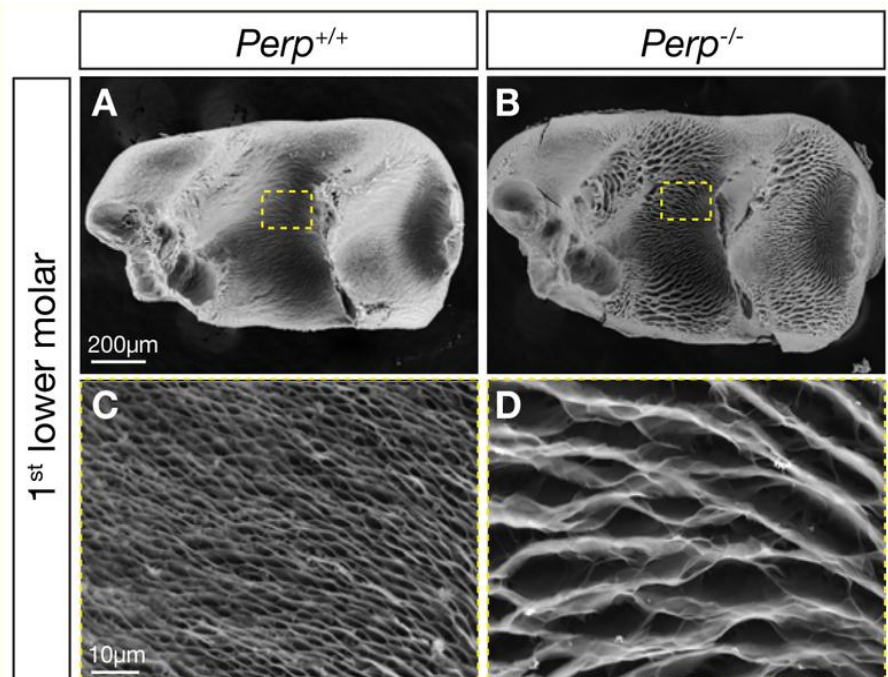 Perp+/+
Perp-/-
1st lower molar
A
B
200µm
C
D
10µm